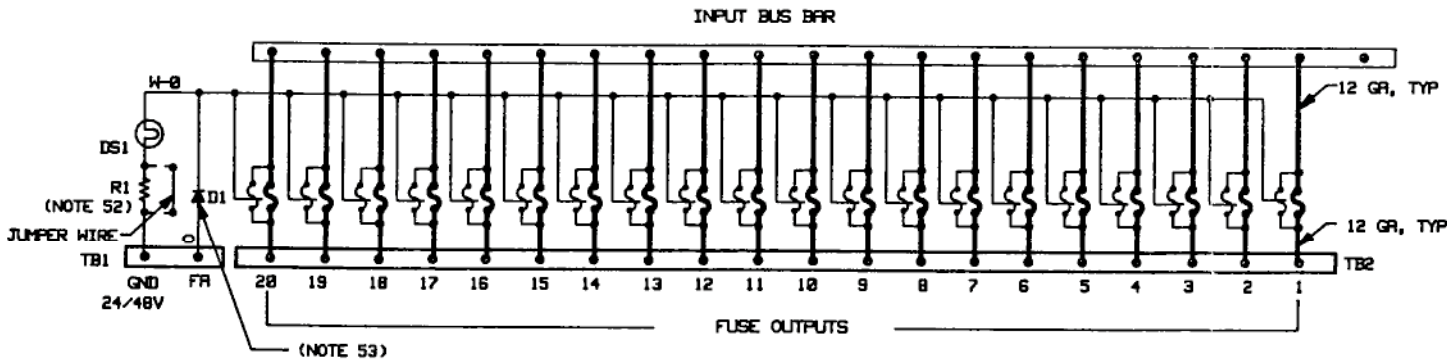 INPUT BUS BAR
W-0
12 GA, TYP
DS1
R1
(NOTE 52)
D1
JUMPER WIRE
12 GA, TYP
TB1
TB2
GND FA 20 19 18 17 16 15 14 13 12 11 10 9 8 7 6 5 4 3 2 1
24/48V
FUSE OUTPUTS
(NOTE 53)